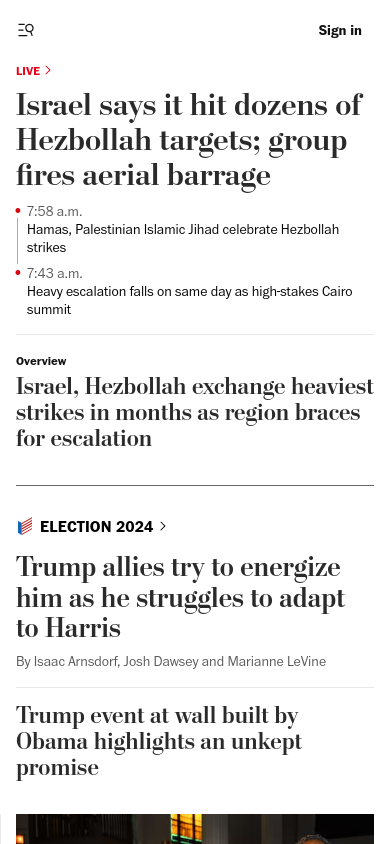 Sign in
LIVE
Israel says it hit dozens of
Hezbollah targets; group
fires aerial barrage
7:58 a.m.
Hamas, Palestinian Islamic Jihad celebrate Hezbollah
strikes
7:43 a.m.
Heavy escalation falls on same day as high-stakes Cairo
summit
Overview
Israel, Hezbollah exchange heaviest
strikes in months as region braces
for escalation
ELECTION 2024
Trump allies try to energize
him as he struggles to adapt
to Harris
By Isaac Arnsdorf, Josh Dawsey and Marianne LeVine
Trump event at wall built by
Obama highlights an unkept
promise